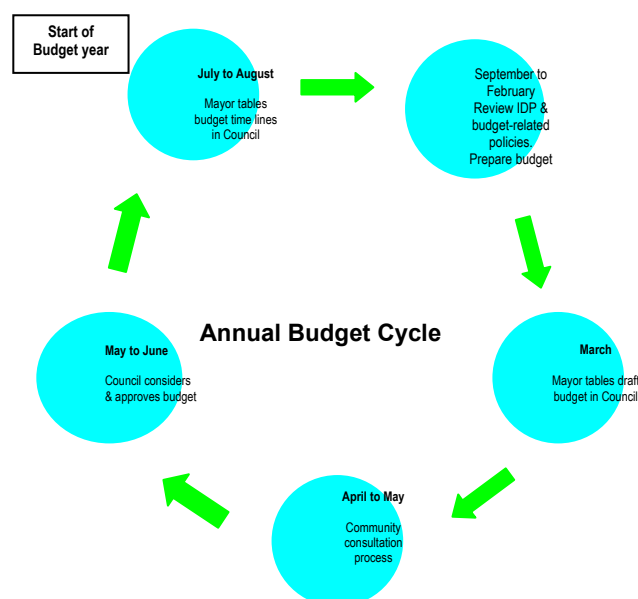 Start of
Budget year
July to August
Mayor tables
budget time lines
in Council
September to
February
Review IDP &
budget-related
policies.
Prepare budget
Annual Budget Cycle
May to June
Council considers
& approves budget
March
Mayor tables draft
budget in Council
April to May
Community
consultation
process